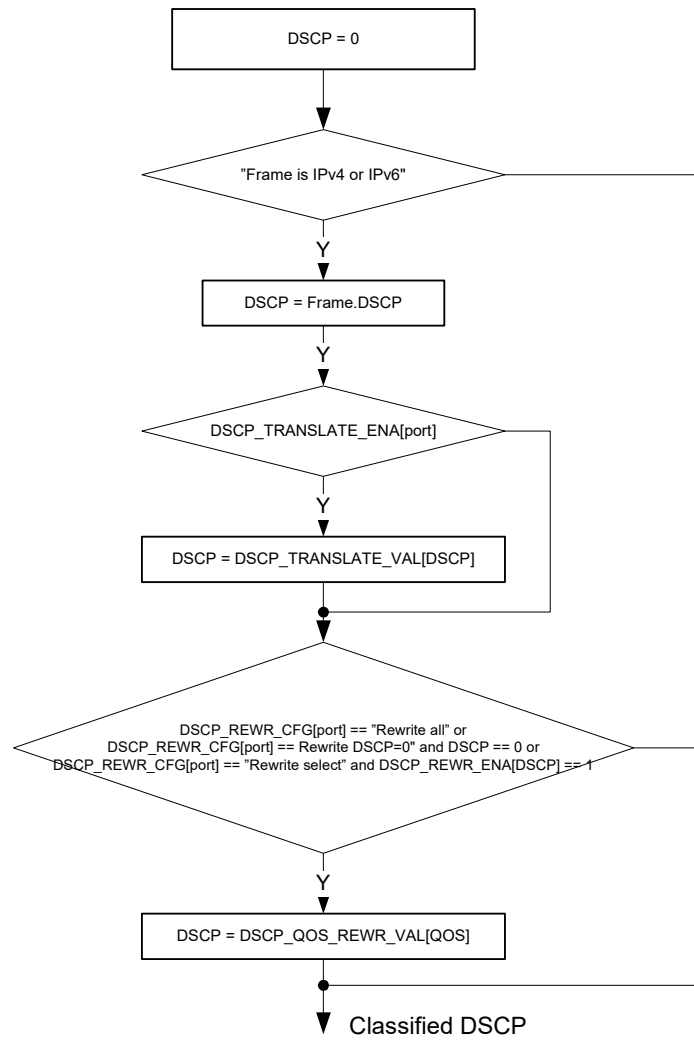 DSCP = 0
”Frame is IPv4 or IPv6"
Y
DSCP = Frame.DSCP
Y
DSCP_TRANSLATE_ENA[port]
Y
DSCP = DSCP_TRANSLATE_VAL[DSCP]
DSCP_REWR_CFG[port] == ”Rewrite all” or
DSCP_REWR_CFG[port] == Rewrite DSCP=0" and DSCP == 0 or
DSCP_REWR_CFG[port] == ”Rewrite select” and DSCP_REWR_ENA[DSCP] == 1
Y
DSCP = DSCP_QOS_REWR_VAL[QOS]
Classified DSCP